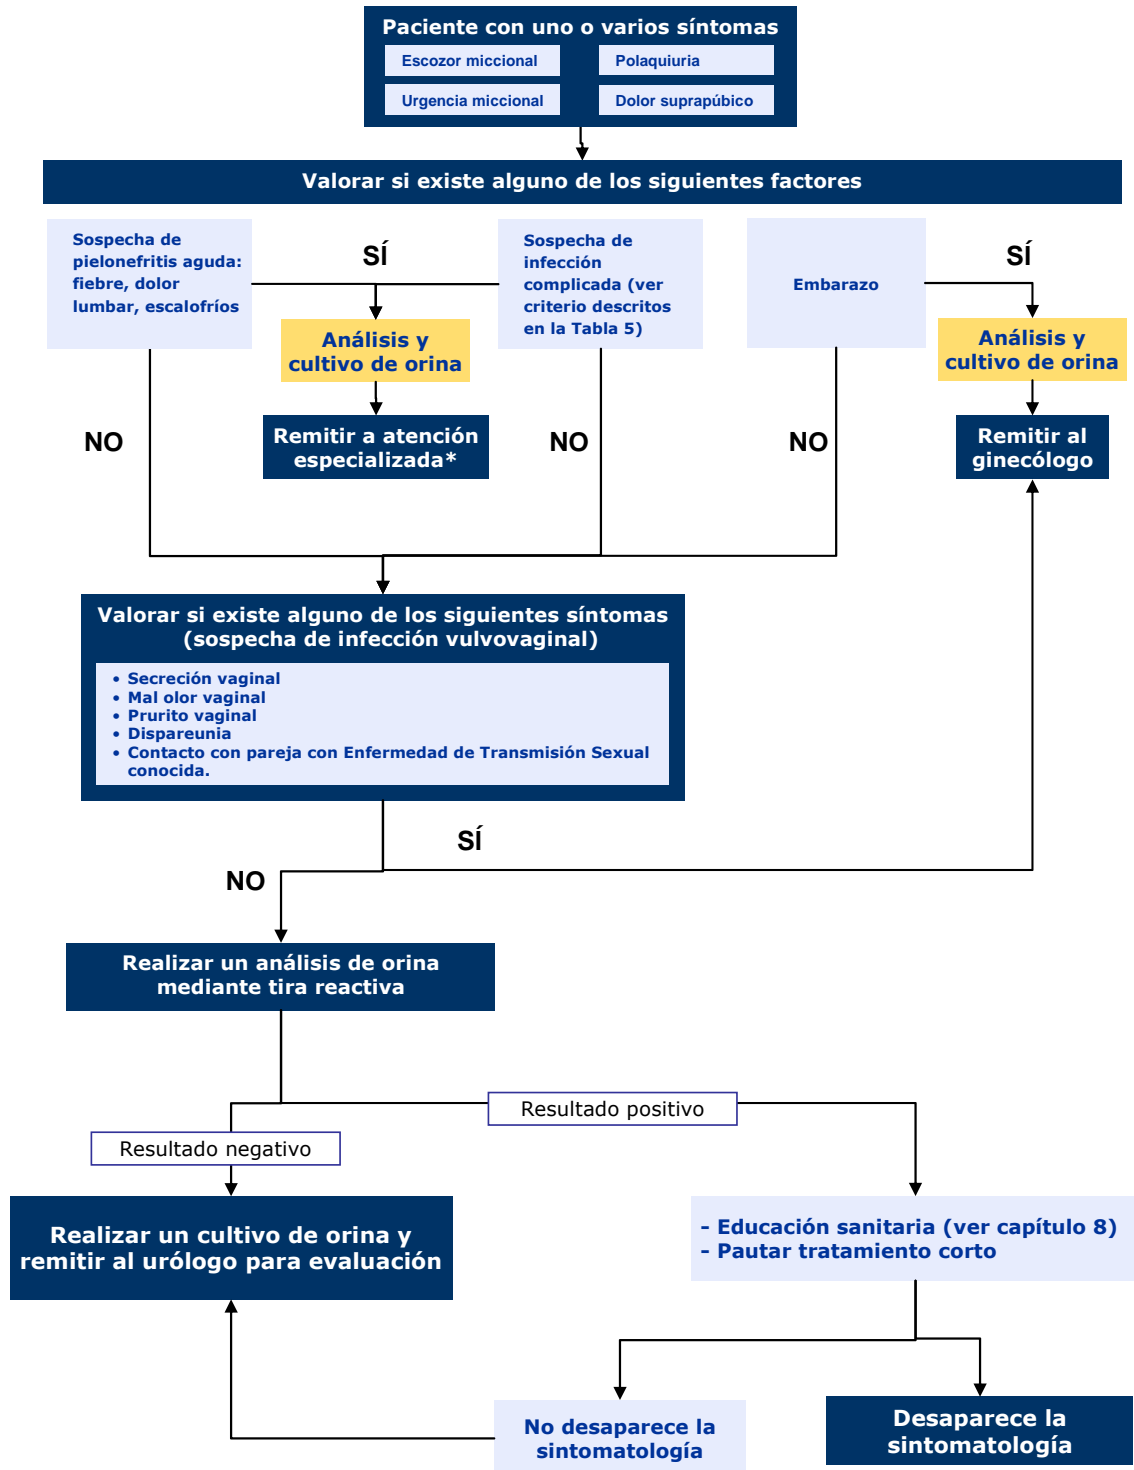 Paciente con uno o varios síntomas
Escozor miccional
Polaquiuria
Urgencia miccional
Dolor suprapúbico
Valorar si existe alguno de los siguientes factores
Sospecha de
pielonefritis aguda:
fiebre, dolor
lumbar, escalofríos
SÍ
Sospecha de
infección
complicada (ver
criterio descritos
en la Tabla 5)
Embarazo
SÍ
Análisis y
cultivo de orina
Análisis y
cultivo de orina
NO
Remitir a atención
especializada*
NO
NO
Remitir al
ginecólogo
Valorar si existe alguno de los siguientes síntomas
(sospecha de infección vulvovaginal)
• Secreción vaginal
• Mal olor vaginal
• Prurito vaginal
• Dispareunia
• Contacto con pareja con Enfermedad de Transmisión Sexual
conocida.
SÍ
NO
Realizar un análisis de orina
mediante tira reactiva
Resultado positivo
Resultado negativo
Realizar un cultivo de orina y
remitir al urólogo para evaluación
- Educación sanitaria (ver capítulo 8)
- Pautar tratamiento corto
No desaparece la
sintomatología
Desaparece la
sintomatología